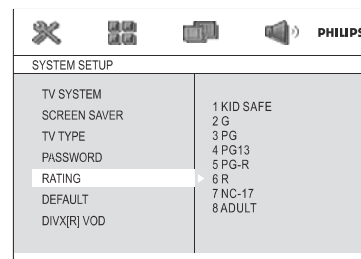 PHILIPS
SYSTEM SETUP
TV SYSTEM
SCREEN SAVER
TV TYPE
PASSWORD
RATING
DEFAULT
DIVX[R] VOD
1 KID SAFE
2 G
3 PG
4 PG13
5 PG-R
6 R
7 NC-17
8 ADULT